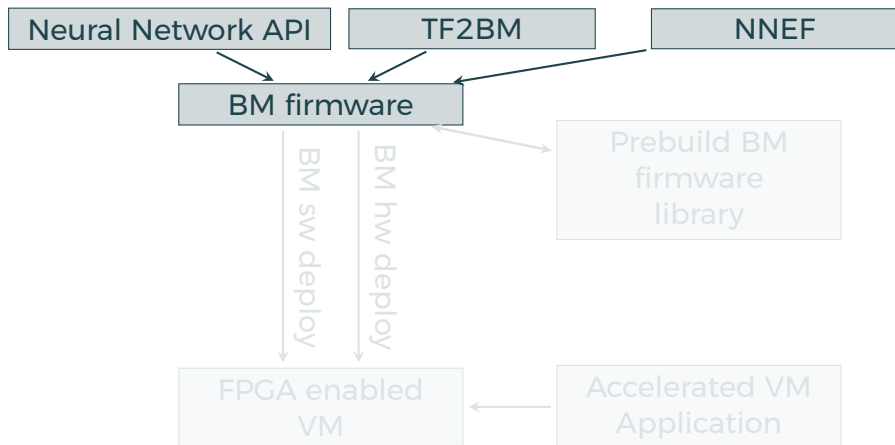 Neural Network API
TF2BM
NNEF
BM firmware
Prebuild BM
firmware
library
BM sw deploy
BM hw deploy
FPGA enabled
VM
Accelerated VM
Application